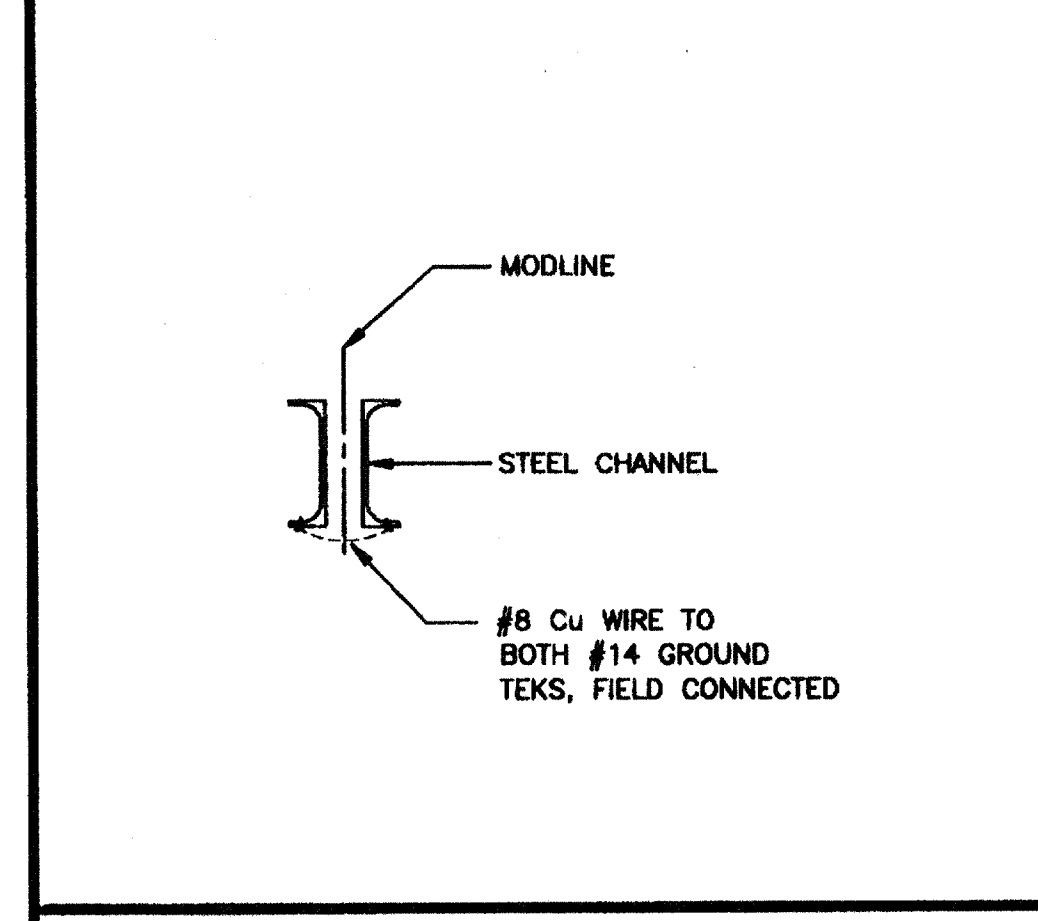 MODLINE
STEEL CHANNEL
#8 Cu WIRE TO
BOTH #14 GROUND
TEKS, FIELD CONNECTED